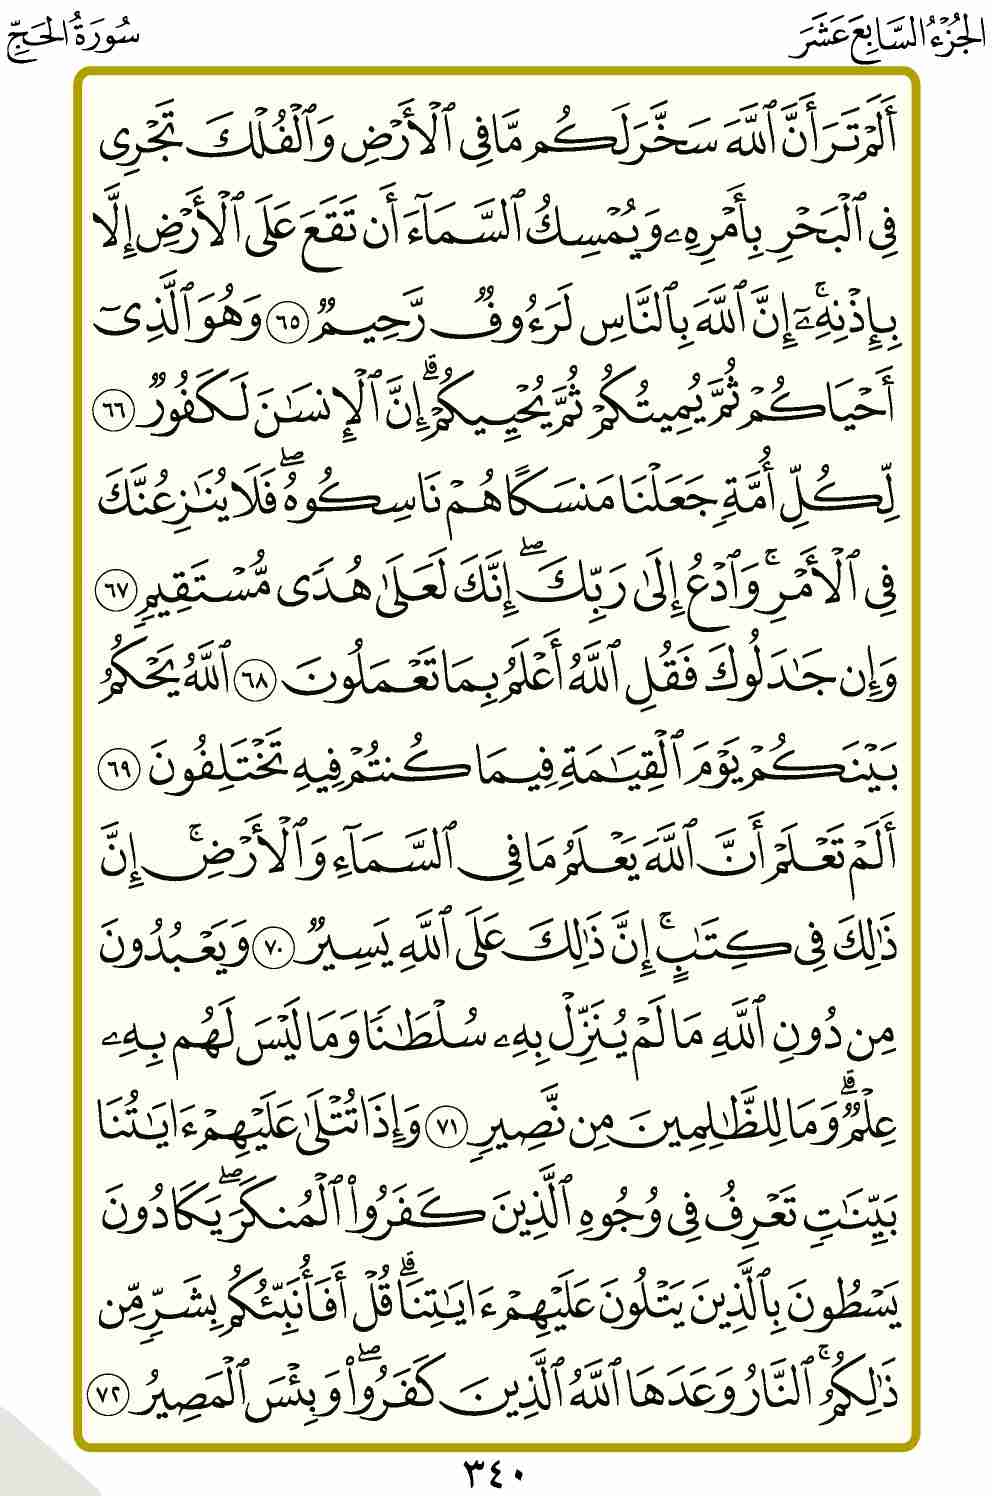 الجُزْءُ السَّابِعَ عَشَرَ
سُورَةُ الحَجِّ
أَلَمْ تَرَ أَنَّ ٱللَّهَ سَخَّرَ لَكُم مَّا فِي ٱلْأَرْضِ وَٱلْفُلْكَ تَجْرِي
فِي ٱلْبَحْرِ بِأَمْرِهِۦ وَيُمْسِكُ ٱلسَّمَآءَ أَن تَقَعَ عَلَى ٱلْأَرْضِ إِلَّا
بِإِذْنِهِۦٓۚ إِنَّ ٱللَّهَ بِٱلنَّاسِ لَرَءُوفٌ رَّحِيمٌ ٦٥ وَهُوَ ٱلَّذِيٓ
أَحْيَاكُمْ ثُمَّ يُمِيتُكُمْ ثُمَّ يُحْيِيكُمْۗ إِنَّ ٱلْإِنسَٰنَ لَكَفُورٌ ٦٦
لِّكُلِّ أُمَّةٍ جَعَلْنَا مَنسَكًا هُمْ نَاسِكُوهُۖ فَلَا يُنَٰزِعُنَّكَ
فِي ٱلْأَمْرِۚ وَٱدْعُ إِلَىٰ رَبِّكَۖ إِنَّكَ لَعَلَىٰ هُدًى مُّسْتَقِيمٍ ٦٧
وَإِن جَٰدَلُوكَ فَقُلِ ٱللَّهُ أَعْلَمُ بِمَا تَعْمَلُونَ ٦٨ ٱللَّهُ يَحْكُمُ
بَيْنَكُمْ يَوْمَ ٱلْقِيَٰمَةِ فِيمَا كُنتُمْ فِيهِ تَخْتَلِفُونَ ٦٩
أَلَمْ تَعْلَمْ أَنَّ ٱللَّهَ يَعْلَمُ مَا فِي ٱلسَّمَآءِ وَٱلْأَرْضِۚ إِنَّ
ذَٰلِكَ فِي كِتَٰبٍۚ إِنَّ ذَٰلِكَ عَلَى ٱللَّهِ يَسِيرٌ ٧٠ وَيَعْبُدُونَ
مِن دُونِ ٱللَّهِ مَا لَمْ يُنَزِّلْ بِهِۦ سُلْطَٰنًا وَمَا لَيْسَ لَهُم بِهِۦ
عِلْمٌۗ وَمَا لِلظَّٰلِمِينَ مِن نَّصِيرٍ ٧١ وَإِذَا تُتْلَىٰ عَلَيْهِمْ ءَايَٰتُنَا
بَيِّنَٰتٍ تَعْرِفُ فِي وُجُوهِ ٱلَّذِينَ كَفَرُوا۟ ٱلْمُنكَرَۖ يَكَادُونَ
يَسْطُونَ بِٱلَّذِينَ يَتْلُونَ عَلَيْهِمْ ءَايَٰتِنَاۗ قُلْ أَفَأُنَبِّئُكُم بِشَرٍّ مِّن
ذَٰلِكُمُۚ ٱلنَّارُ وَعَدَهَا ٱللَّهُ ٱلَّذِينَ كَفَرُوا۟ۖ وَبِئْسَ ٱلْمَصِيرُ ٧٢
٣٤٠